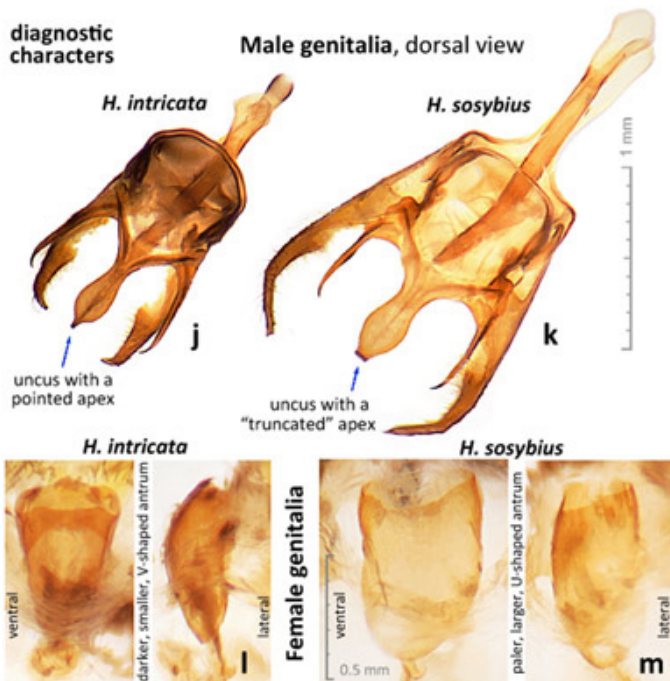 diagnostic
characters
Male genitalia, dorsal view
H. intricata
H. sosybius
1 mm
j
k
uncus with a
pointed apex
uncus with a
"truncated" apex
H. intricata
H. sosybius
ventral
darker, smaller, V-shaped antrum
lateral
l
Female genitalia
ventral
0.5 mm
paler, larger, U-shaped antrum
lateral
m